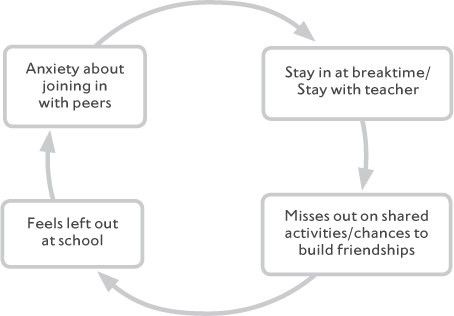 Anxiety about
joining in
with peers
Stay in at breaktime/
Stay with teacher
Misses out on shared
activities/chances to
build friendships
Feels left out
at school